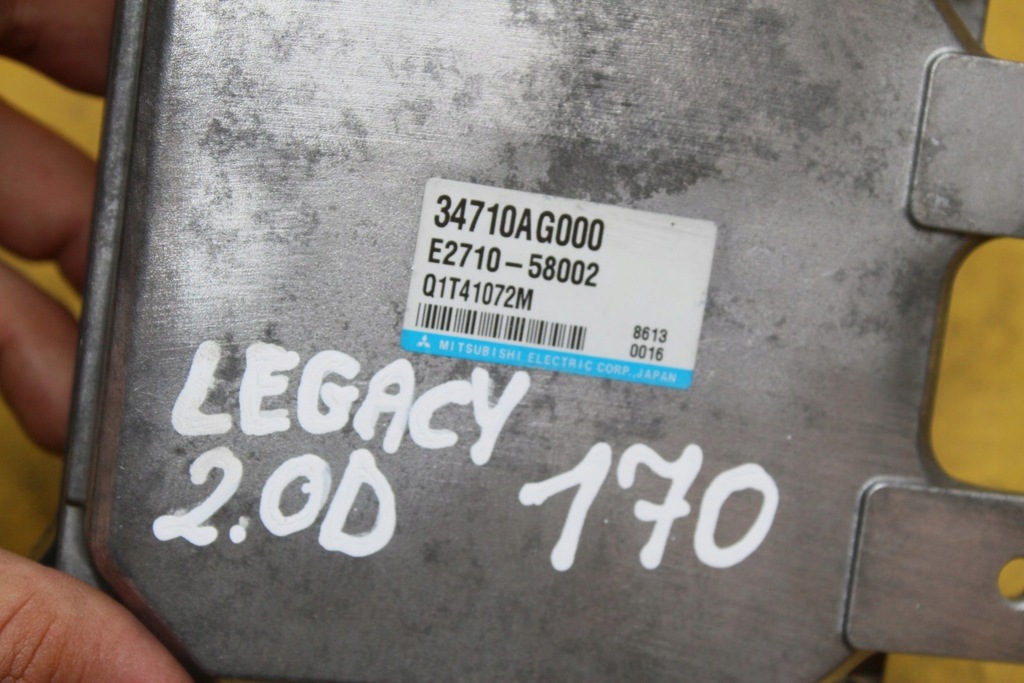 34710AG000
E2710-58002
Q1T41072M
8613
0016
MITSUBISHI ELECTRIC CORP., JAPAN
LEGACY
2.0D 170